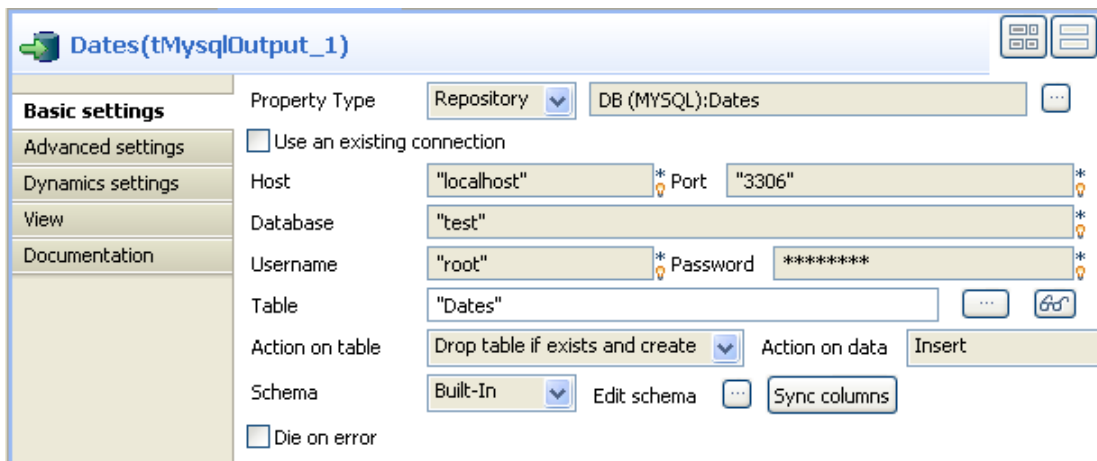 Dates(tMysqlOutput_1)
Basic settings
Advanced settings
Dynamics settings
View
Documentation
Property Type Repository DB (MYSQL):Dates ...
Use an existing connection
Host "localhost" * Port "3306" *
Database "test" *
Username "root" * Password ******** *
Table "Dates" ...
Action on table Drop table if exists and create Action on data Insert
Schema Built-In Edit schema ... Sync columns
Die on error